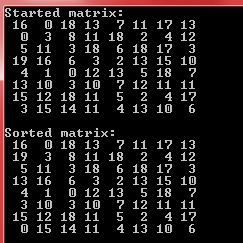 Started matrix:
16 0 18 13 7 11 17 13
0 3 8 11 18 2 4 12
5 11 3 18 6 18 17 3
19 16 6 3 2 13 15 10
4 1 0 12 13 5 18 7
13 10 3 10 7 12 11 11
15 12 18 11 5 2 4 17
3 15 14 11 4 13 10 6
Sorted matrix:
16 0 18 13 7 11 17 13
19 3 8 11 18 2 4 12
5 11 3 18 6 18 17 3
13 16 6 3 2 13 15 10
4 1 0 12 13 5 18 7
3 10 3 10 7 12 11 11
15 12 18 11 5 2 4 17
0 15 14 11 4 13 10 6